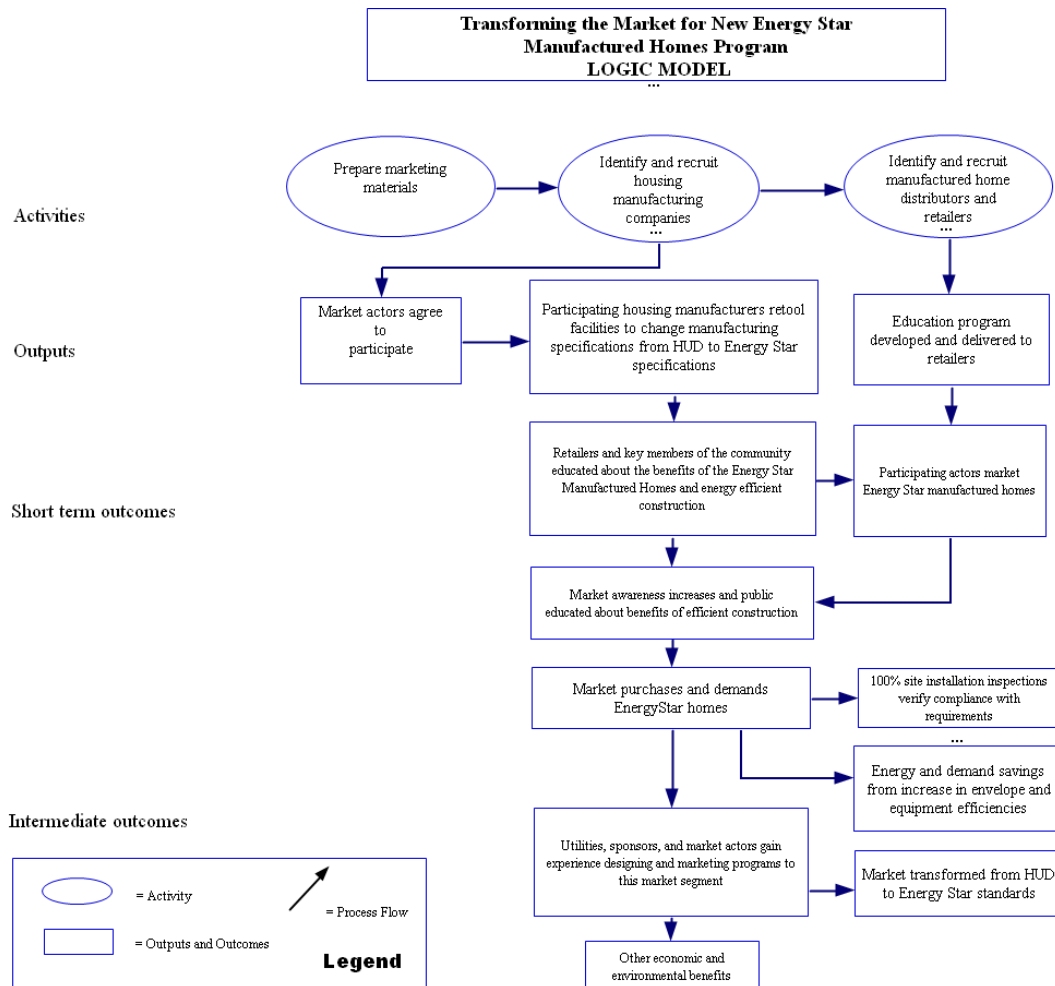 Transforming the Market for New Energy Star
Manufactured Homes Program
LOGIC MODEL
...
Prepare marketing
materials
Identify and recruit
housing
manufacturing
companies
...
Identify and recruit
manufactured home
distributors and
retailers
...
Activities
Market actors agree
to
participate
Participating housing manufacturers retool
facilities to change manufacturing
specifications from HUD to Energy Star
specifications
Education program
developed and delivered to
retailers
Outputs
Retailers and key members of the community
educated about the benefits of the Energy Star
Manufactured Homes and energy efficient
construction
Participating actors market
Energy Star manufactured homes
Short term outcomes
Market awareness increases and public
educated about benefits of efficient construction
Market purchases and demands
EnergyStar homes
100% site installation inspections
verify compliance with
requirements
...
Energy and demand savings
from increase in envelope and
equipment efficiencies
Intermediate outcomes
Utilities, sponsors, and market actors gain
experience designing and marketing programs to
this market segment
Market transformed from HUD
to Energy Star standards
Other economic and
environmental benefits
= Activity
= Process Flow
= Outputs and Outcomes
Legend